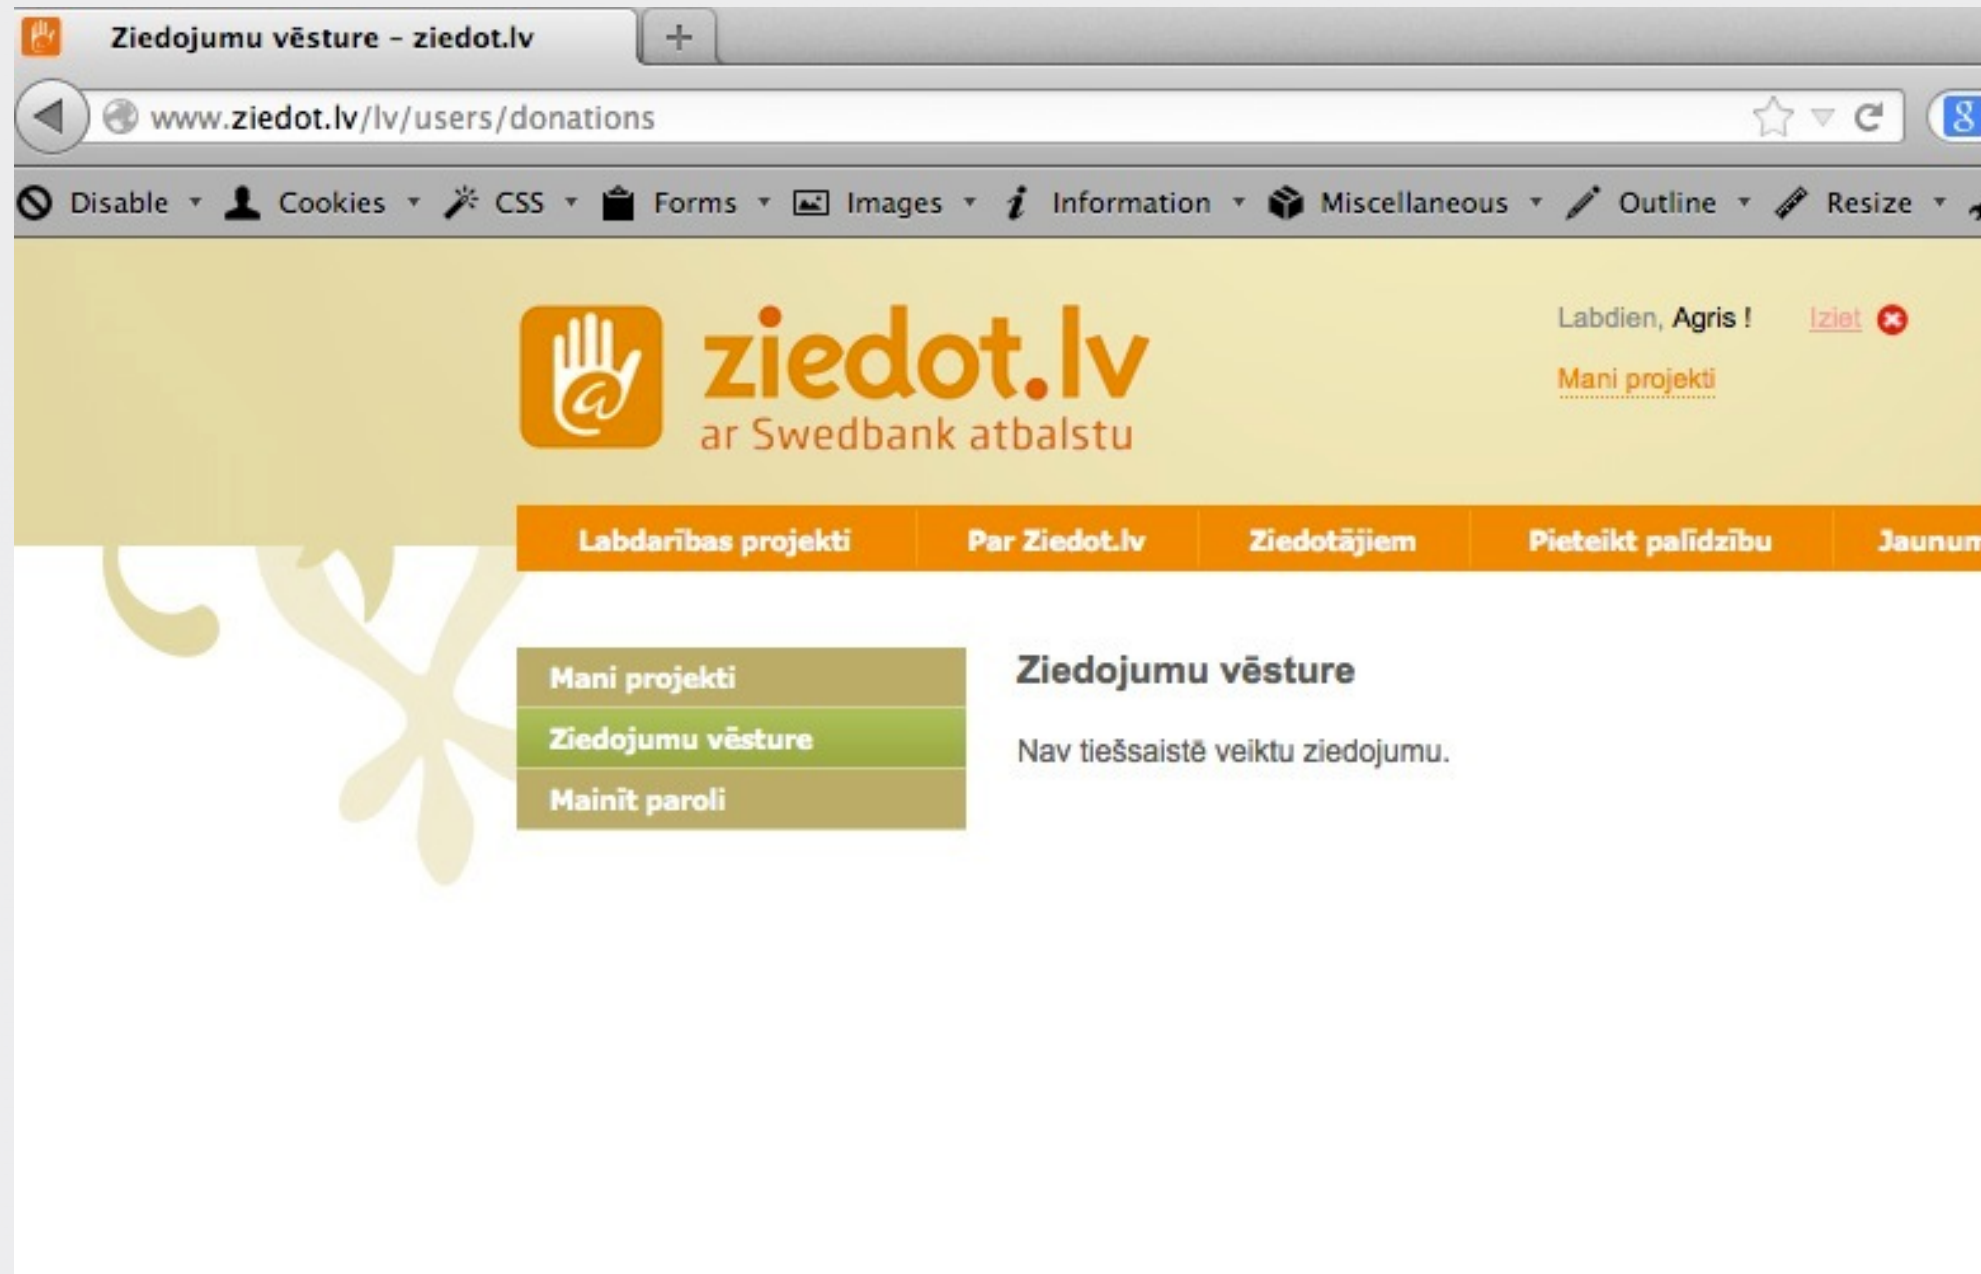 Ziedojumu vēsture – ziedot.lv
www.ziedot.lv/lv/users/donations
Disable Cookies CSS Forms Images Information Miscellaneous Outline Resize
ziedot.lv
ar Swedbank atbalstu
Labdien, Agris ! Iziet
Mani projekti
Labdarības projekti Par Ziedot.lv Ziedotājiem Pieteikt palīdzību Jaunum
Mani projekti
Ziedojumu vēsture
Mainīt paroli
Ziedojumu vēsture
Nav tiešsaistē veiktu ziedojumu.